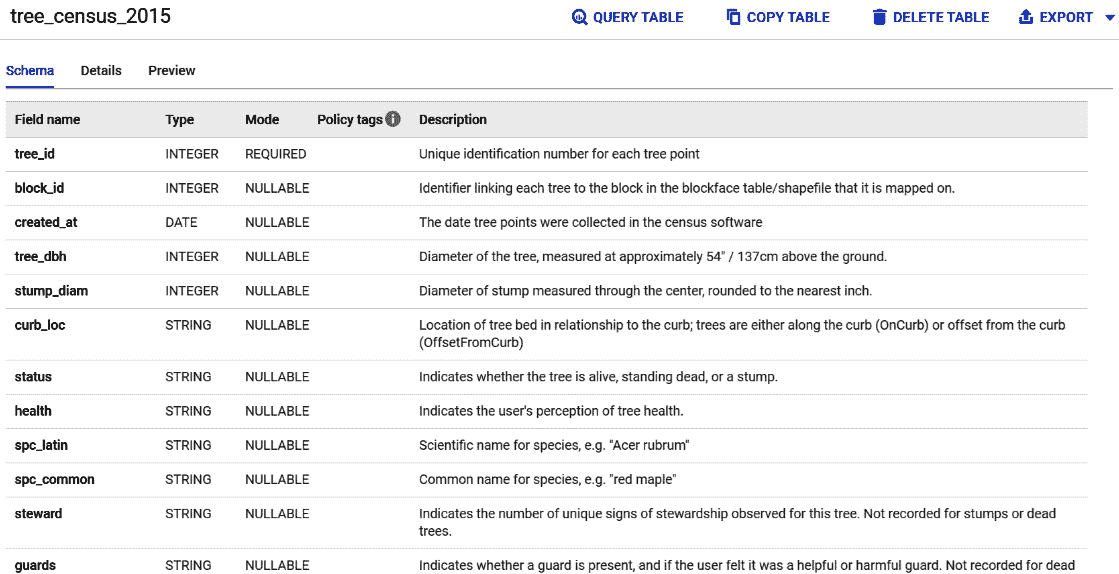 tree_census_2015 QUERY TABLE COPY TABLE DELETE TABLE EXPORT
Schema Details Preview
Field name Type Mode Policy tags Description
tree_id INTEGER REQUIRED Unique identification number for each tree point
block_id INTEGER NULLABLE Identifier linking each tree to the block in the blockface table/shapefile that it is mapped on.
created_at DATE NULLABLE The date tree points were collected in the census software
tree_dbh INTEGER NULLABLE Diameter of the tree, measured at approximately 54" / 137cm above the ground.
stump_diam INTEGER NULLABLE Diameter of stump measured through the center, rounded to the nearest inch.
curb_loc STRING NULLABLE Location of tree bed in relationship to the curb; trees are either along the curb (OnCurb) or offset from the curb
(OffsetFromCurb)
status STRING NULLABLE Indicates whether the tree is alive, standing dead, or a stump.
health STRING NULLABLE Indicates the user's perception of tree health.
spc_latin STRING NULLABLE Scientific name for species, e.g. "Acer rubrum"
spc_common STRING NULLABLE Common name for species, e.g. "red maple"
steward STRING NULLABLE Indicates the number of unique signs of stewardship observed for this tree. Not recorded for stumps or dead
trees.
guards STRING NULLABLE Indicates whether a guard is present, and if the user felt it was a helpful or harmful guard. Not recorded for dead